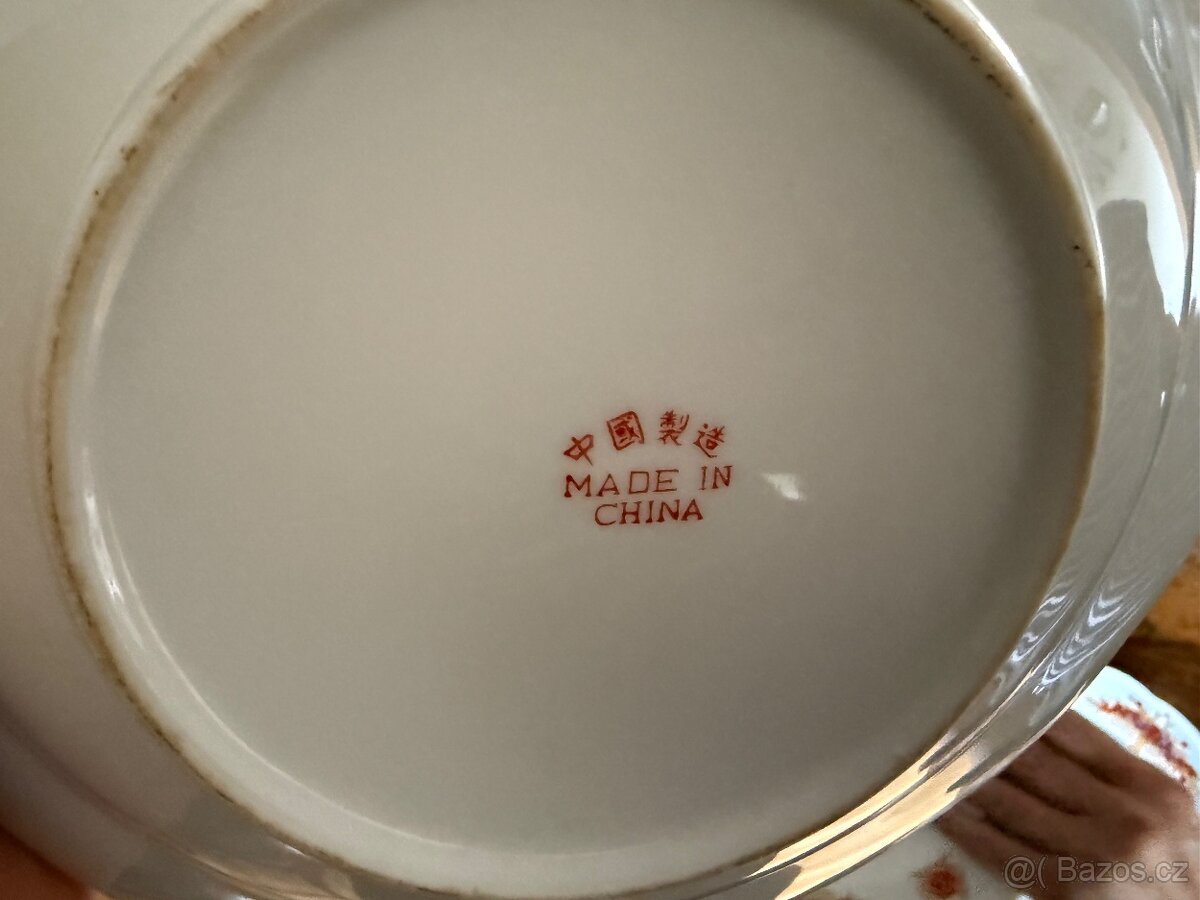 中國製造
MADE IN
CHINA
@( Bazos.cz